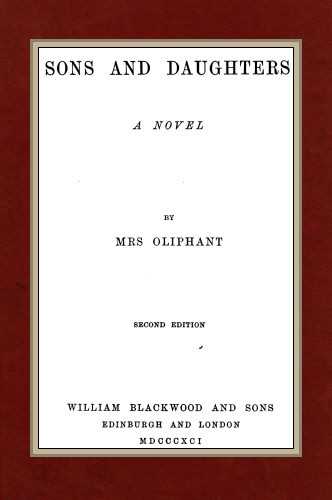 SONS AND DAUGHTERS
A NOVEL
BY
MRS OLIPHANT
SECOND EDITION
WILLIAM BLACKWOOD AND SONS
EDINBURGH AND LONDON
MDCCCXCI